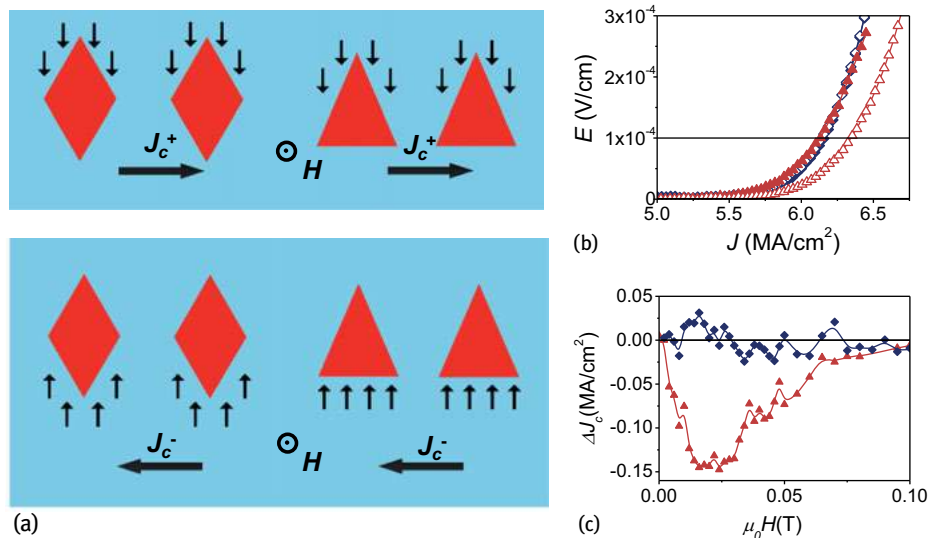 J_c^+
H
J_c^+
J_c^-
H
J_c^-
(a)
3x10^-4
2x10^-4
1x10^-4
0
E (V/cm)
5.0 5.5 6.0 6.5
J (MA/cm^2)
(b)
0.05
0.00
-0.05
-0.10
-0.15
ΔJ_c(MA/cm^2)
0.00 0.05 0.10
μ_0H(T)
(c)